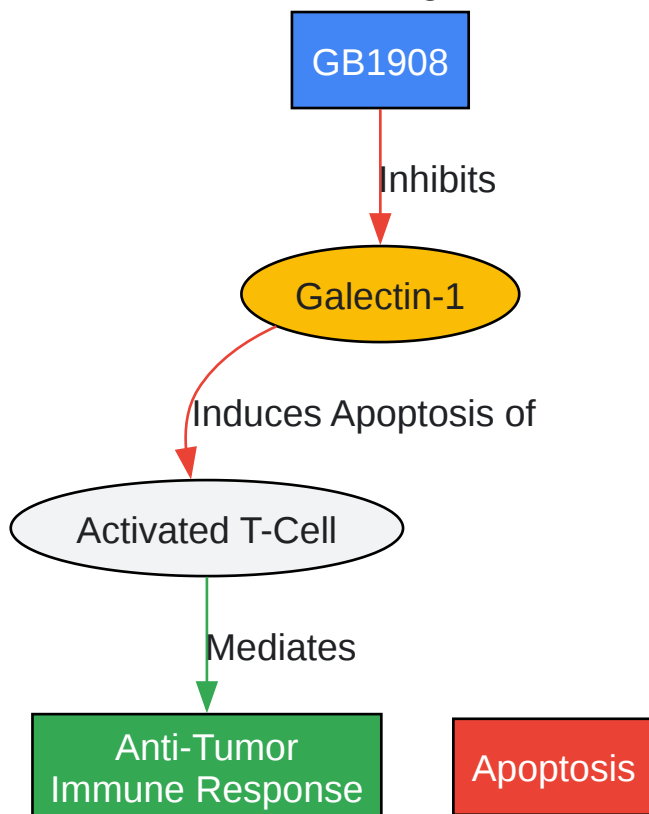 GB1908
Inhibits
Galectin-1
Induces Apoptosis of
Activated T-Cell
Mediates
Anti-Tumor
Immune Response
Apoptosis